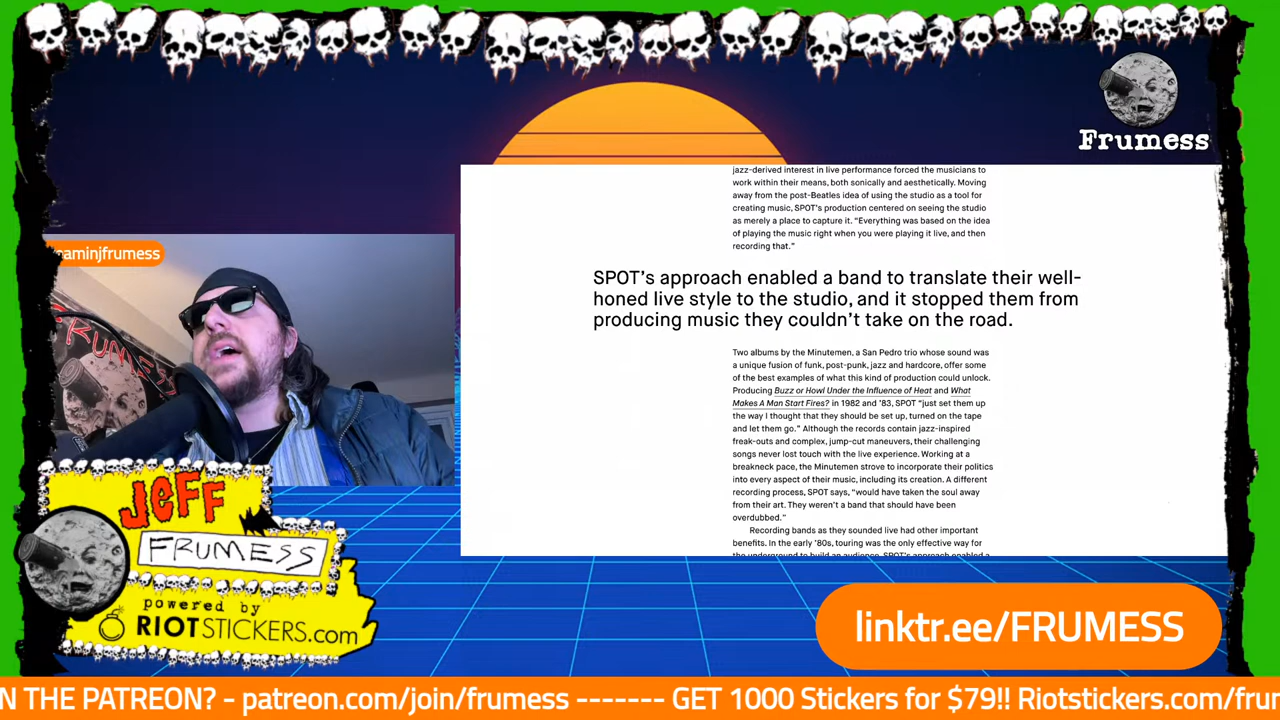 Frumess
jazz-derived interest in live performance forced the musicians to
work within their means, both sonically and aesthetically. Moving
away from the post-Beatles idea of using the studio as a tool for
creating music, SPOT's production centered on seeing the studio
as merely a place to capture it. "Everything was based on the idea
of playing the music right when you were playing it live, and then
recording that."
SPOT's approach enabled a band to translate their well-
honed live style to the studio, and it stopped them from
producing music they couldn't take on the road.
Two albums by the Minutemen, a San Pedro trio whose sound was
a unique fusion of funk, post-punk, jazz and hardcore, offer some
of the best examples of what this kind of production could unlock.
Producing Buzz or Howl Under the Influence of Heat and What
Makes A Man Start Fires? in 1982 and '83, SPOT "just set them up
the way I thought that they should be set up, turned on the tape
and let them go." Although the records contain jazz-inspired
freak-outs and complex, jump-cut maneuvers, their challenging
songs never lost touch with the live experience. Working at a
breakneck pace, the Minutemen strove to incorporate their politics
into every aspect of their music, including its creation. A different
recording process, SPOT says, "would have taken the soul away
from their art. They weren't a band that should have been
overdubbed."
Recording bands as they sounded live had other important
benefits. In the early '80s, touring was the only effective way for
the underground to build an audience. SPOT's approach enabled a
aminjfrumess
FRUMESS
JEFF
FRUMESS
powered by
RIOTSTICKERS.com
linktr.ee/FRUMESS
N THE PATREON? - patreon.com/join/frumess ------- GET 1000 Stickers for $79!! Riotstickers.com/frum